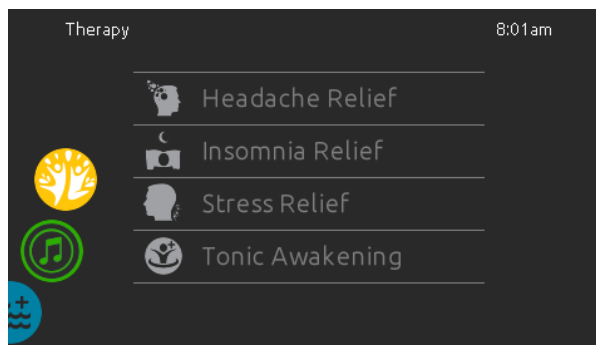 Therapy
8:01am
Headache Relief
Insomnia Relief
Stress Relief
Tonic Awakening